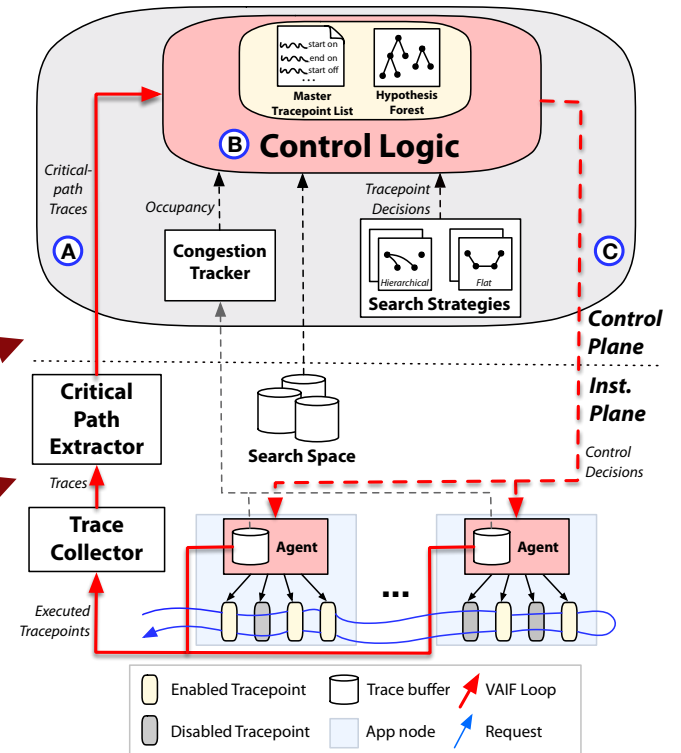 start on
end on
start off
...
Master
Tracepoint List
Hypothesis
Forest
B Control Logic
Critical-
path
Traces
Occupancy
Tracepoint
Decisions
A
Congestion
Tracker
Hierarchical
Flat
Search Strategies
C
Control
Plane
Inst.
Plane
Critical
Path
Extractor
Search Space
Control
Decisions
Traces
Trace
Collector
Agent
Agent
...
Executed
Tracepoints
Enabled Tracepoint
Trace buffer
VAIF Loop
Disabled Tracepoint
App node
Request